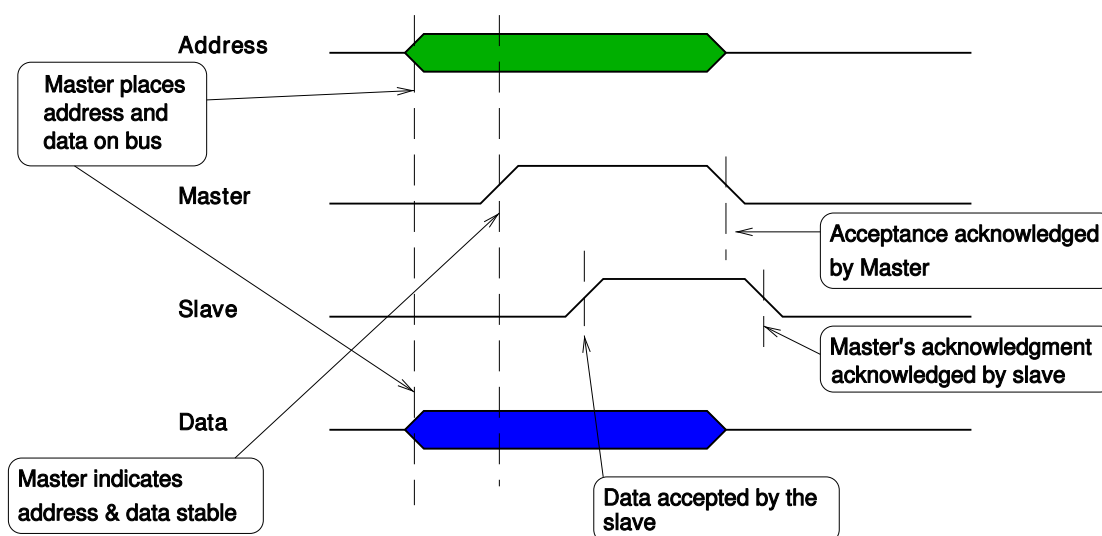 Address
Master places
address and
data on bus
Master
Acceptance acknowledged
by Master
Slave
Master's acknowledgment
acknowledged by slave
Data
Master indicates
address & data stable
Data accepted by the
slave